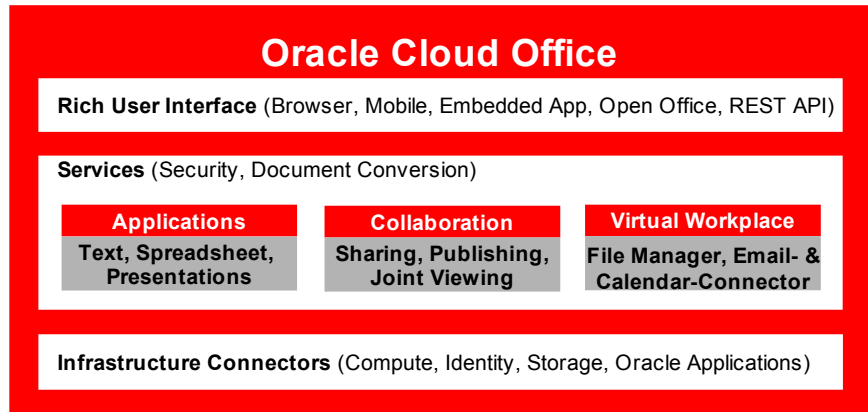 Oracle Cloud Office
Rich User Interface (Browser, Mobile, Embedded App, Open Office, REST API)
Services (Security, Document Conversion)
Applications
Text, Spreadsheet,
Presentations
Collaboration
Sharing, Publishing,
Joint Viewing
Virtual Workplace
File Manager, Email- &
Calendar-Connector
Infrastructure Connectors (Compute, Identity, Storage, Oracle Applications)